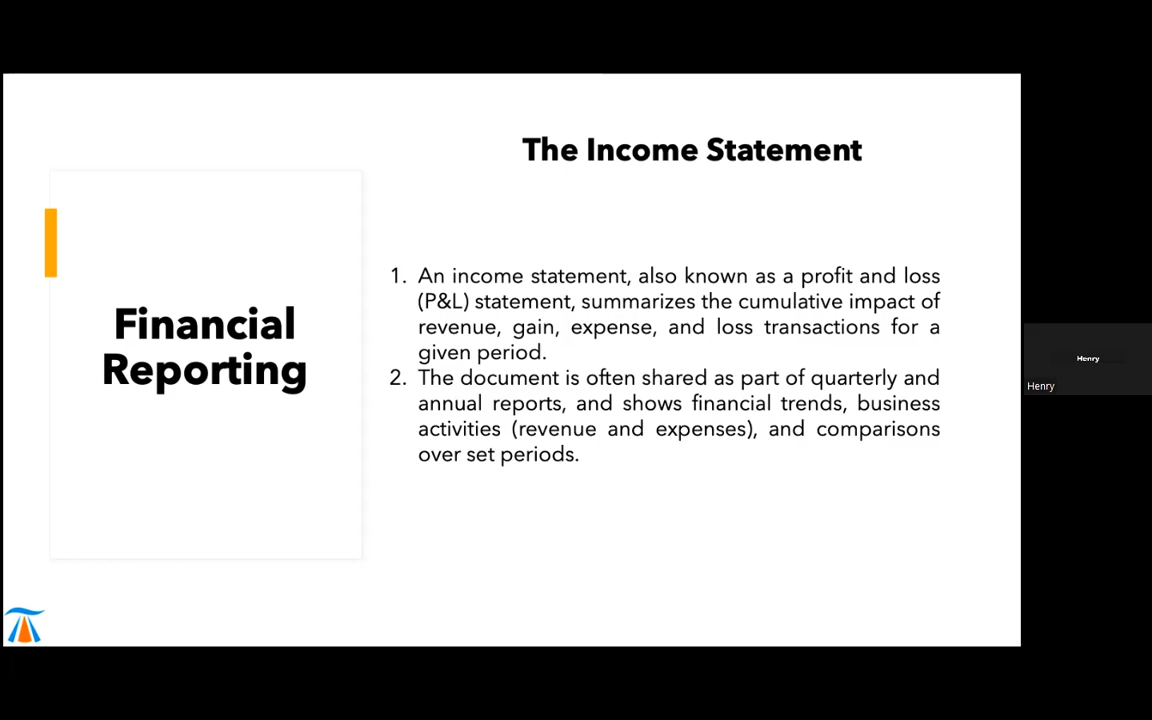 The Income Statement
Financial
Reporting
1. An income statement, also known as a profit and loss
(P&L) statement, summarizes the cumulative impact of
revenue, gain, expense, and loss transactions for a
given period.
2. The document is often shared as part of quarterly and
annual reports, and shows financial trends, business
activities (revenue and expenses), and comparisons
over set periods.
Henry
Henry